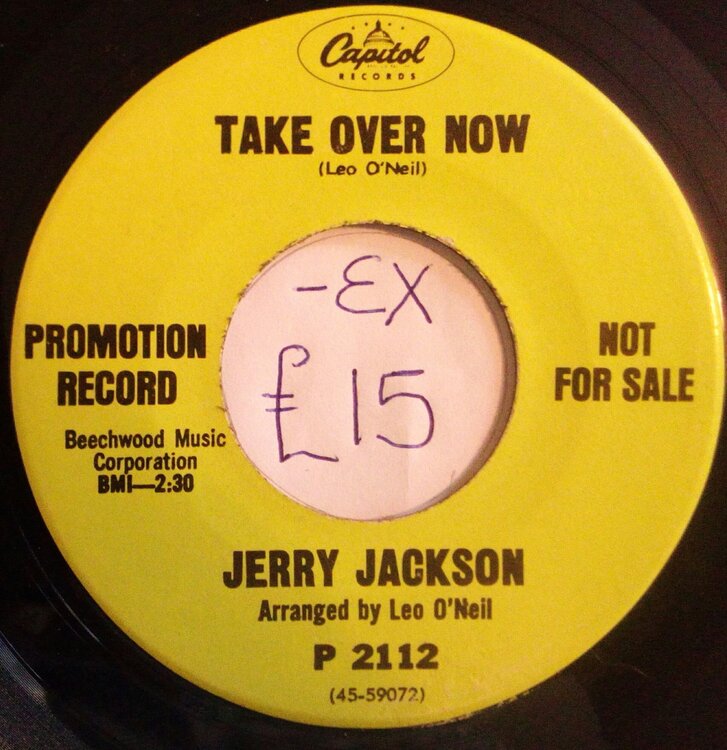 Capitol
RECORDS
TAKE OVER NOW
(Leo O'Neil)
-EX
£15
PROMOTION
RECORD
Beechwood Music
Corporation
BMI—2:30
NOT
FOR SALE
JERRY JACKSON
Arranged by Leo O'Neil
P 2112
(45-59072)